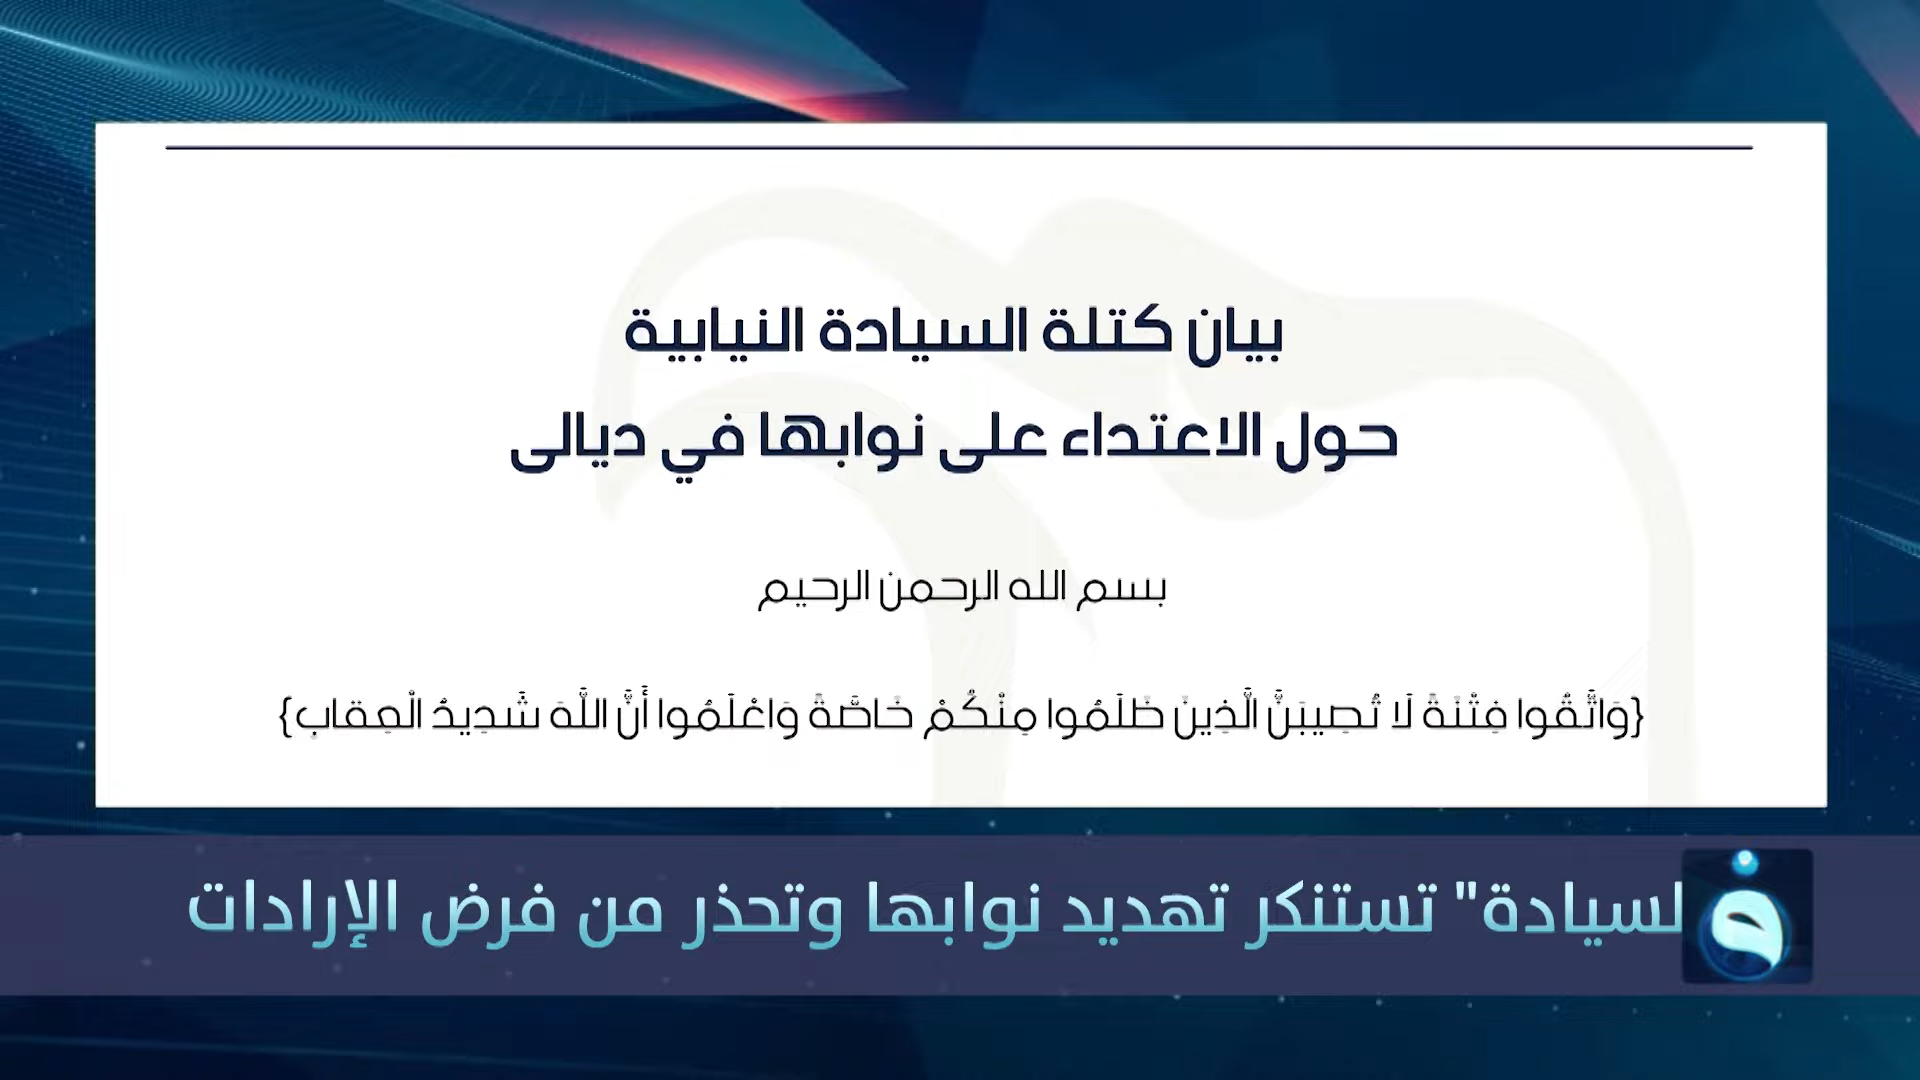 بيان كتلة السيادة النيابية
حول الاعتداء على نوابها في ديالى
بسم الله الرحمن الرحيم
{وَاتَّقُوا فِتْنَةً لَا تُصِيبَنَّ الَّذِينَ ظَلَمُوا مِنْكُمْ خَاصَّةً وَاعْلَمُوا أَنَّ اللَّهَ شَدِيدُ الْعِقَابِ}
لسيادة" تستنكر تهديد نوابها وتحذر من فرض الإرادات